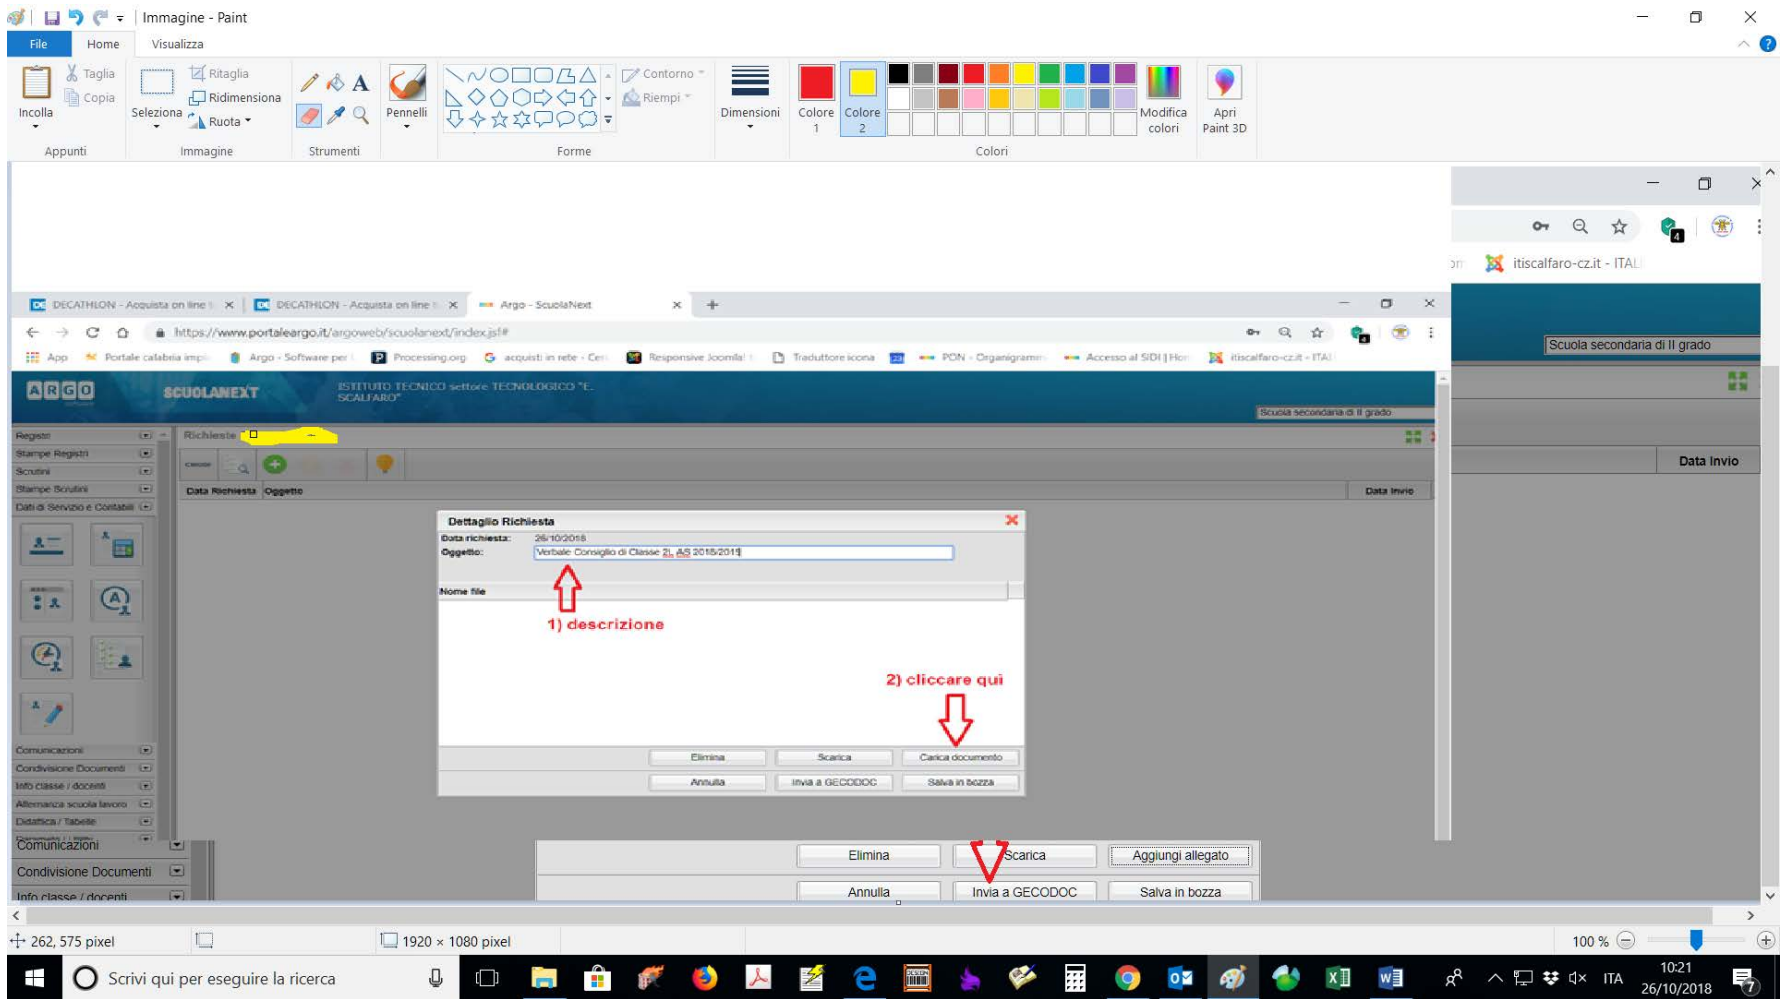 Immagine - Paint
File Home Visualizza
Incolla
Taglia
Copia
Appunti
Seleziona
Ritaglia
Ridimensiona
Ruota
Immagine
Strumenti
Pennelli
Forme
Contorno
Riempi
Dimensioni
Colore 1
Colore 2
Colori
Modifica colori
Apri Paint 3D
itiscalfaro-cz.it - ITAL
DECATHLON - Acquista on line
DECATHLON - Acquista on line
Argo - ScuolaNext
https://www.portaleargo.it/argoweb/scuolanext/index.jsf#
App
Portale calabria
Argo - Software per
Processing.org
acquisti in rete
Responsive Joomla!
Traduttore icona
PON - Organigramm
Accesso al SIDI
itiscalfaro-cz.it - ITA
Scuola secondaria di II grado
ARGO
SCUOLANEXT
ISTITUTO TECNICO settore TECNOLOGICO "E.
SCALFARO"
Scuola secondaria di II grado
Registri
Stampe Registri
Scrutini
Stampe Scrutini
Dati di Servizio e Contabili
Richieste
Data Richiesta Oggetto
Data Invio
Data Invio
Dettaglio Richiesta
Data richiesta: 26/10/2018
Oggetto: Verbale Consiglio di Classe 2L AS 2018/2019
Nome file
1) descrizione
2) cliccare qui
Elimina Scarica Carica documento
Annulla Invia a GECODOC Salva in bozza
Comunicazioni
Condivisione Documenti
Info classe / docenti
Alternanza scuola lavoro
Didattica / Tabelle
Comunicazioni
Condivisione Documenti
Info classe / docenti
Elimina Scarica Aggiungi allegato
Annulla Invia a GECODOC Salva in bozza
262, 575 pixel
1920 × 1080 pixel
100 %
Scrivi qui per eseguire la ricerca
ITA
10:21
26/10/2018